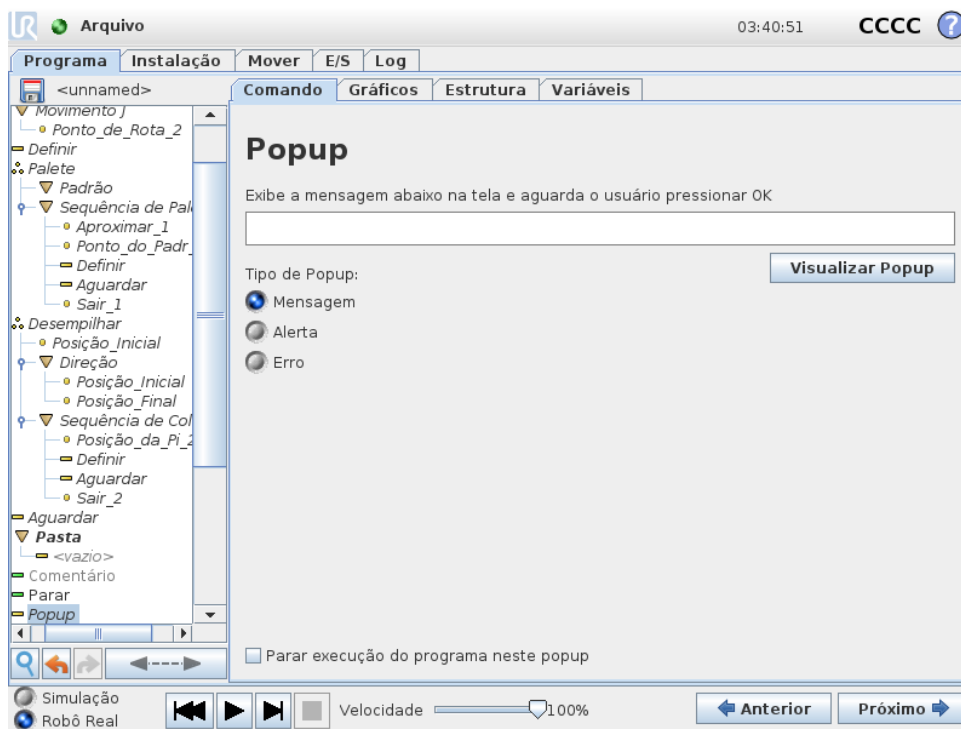 UR Arquivo 03:40:51 CCCC ?
Programa Instalação Mover E/S Log
<unnamed> Comando Gráficos Estrutura Variáveis
Movimento J
Ponto_de_Rota_2
Definir
Palete
Padrão
Sequência de Pal
Aproximar_1
Ponto_do_Padr_
Definir
Aguardar
Sair_1
Desempilhar
Posição_Inicial
Direção
Posição_Inicial
Posição_Final
Sequência de Col
Posição_da_Pi_2
Definir
Aguardar
Sair_2
Aguardar
Pasta
<vazio>
Comentário
Parar
Popup
Popup
Exibe a mensagem abaixo na tela e aguarda o usuário pressionar OK
Visualizar Popup
Tipo de Popup:
Mensagem
Alerta
Erro
Parar execução do programa neste popup
Simulação
Robô Real
Velocidade 100%
Anterior Próximo